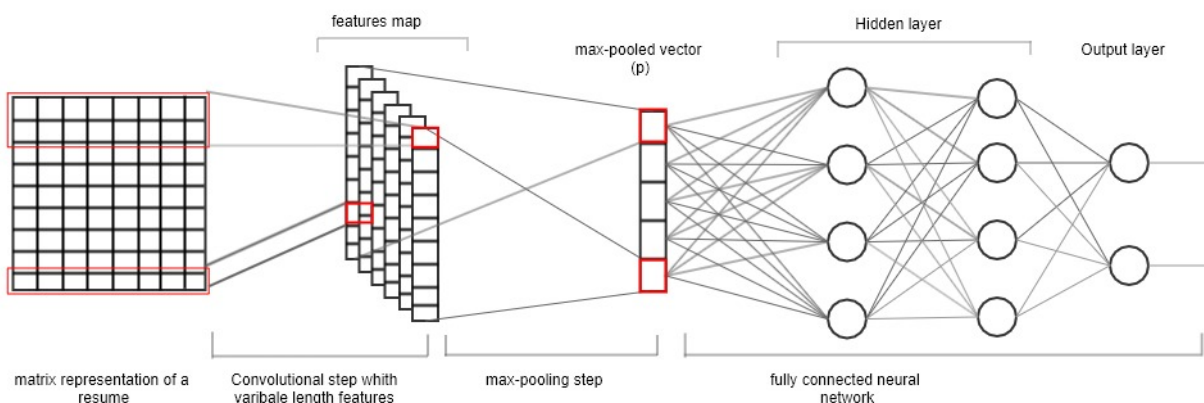 features map
Hidden layer
max-pooled vector
(p)
Output layer
matrix representation of a
resume
Convolutional step whith
varibale length features
max-pooling step
fully connected neural
network